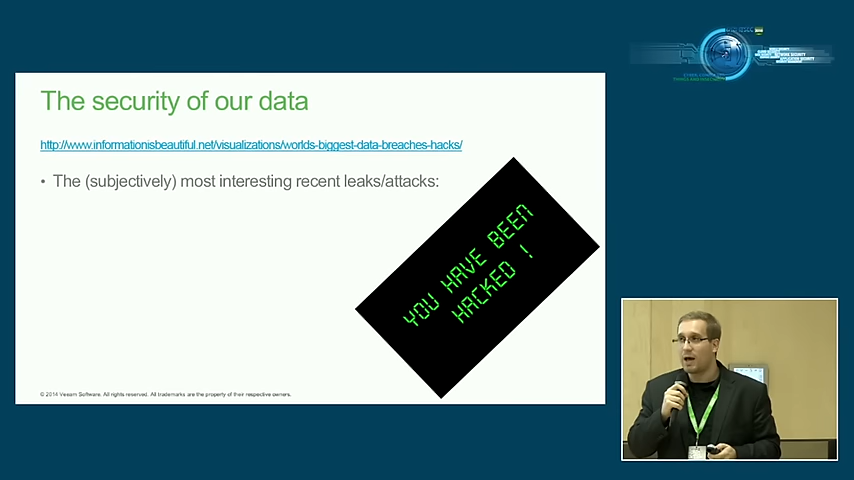 The security of our data
http://www.informationisbeautiful.net/visualizations/worlds-biggest-data-breaches-hacks/
• The (subjectively) most interesting recent leaks/attacks:
YOU HAVE BEEN
HACKED !
© 2014 Veeam Software. All rights reserved. All trademarks are the property of their respective owners.